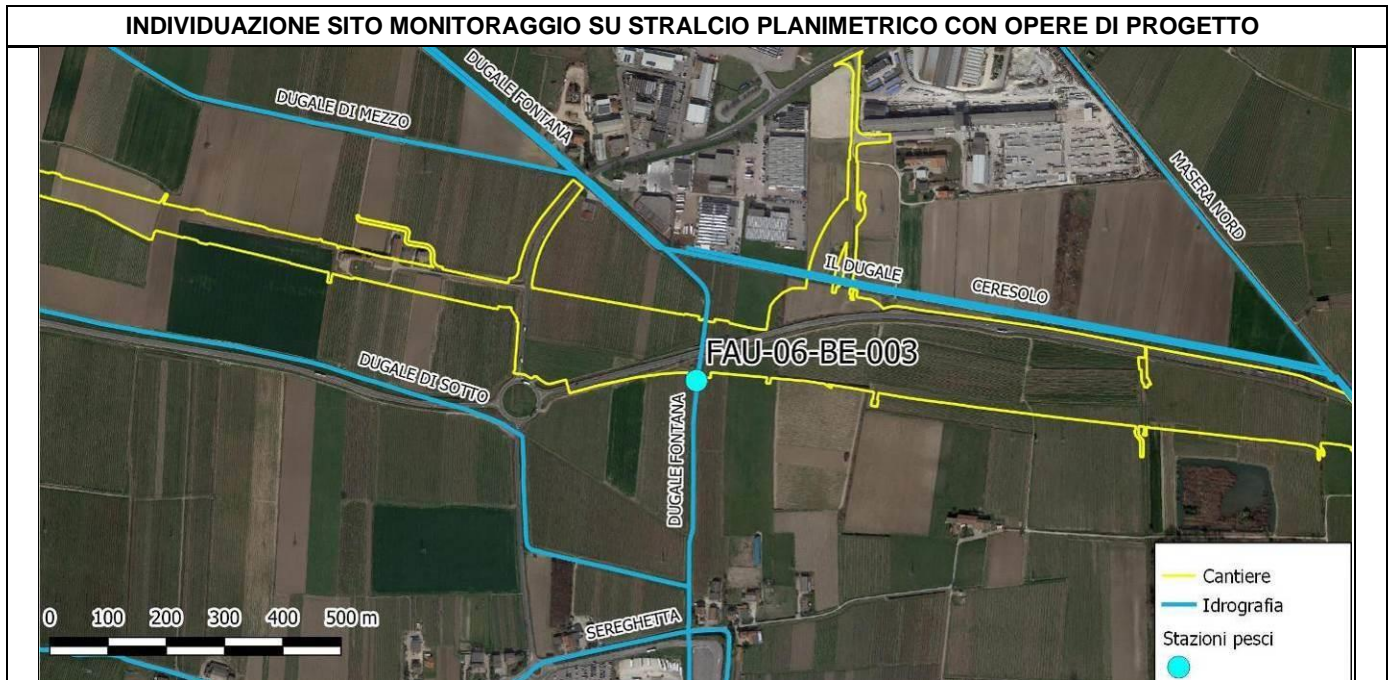 INDIVIDUAZIONE SITO MONITORAGGIO SU STRALCIO PLANIMETRICO CON OPERE DI PROGETTO
DUGALE FONTANA
DUGALE DI MEZZO
MASERA NORD
IL DUGALE
CERESOLO
FAU-06-BE-003
DUGALE DI SOTTO
DUGALE FONTANA
SEREGHETTA
0 100 200 300 400 500 m
Cantiere
Idrografia
Stazioni pesci